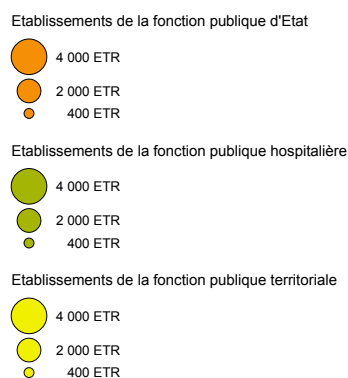 Etablissements de la fonction publique d'Etat
4 000 ETR
2 000 ETR
400 ETR
Etablissements de la fonction publique hospitalière
4 000 ETR
2 000 ETR
400 ETR
Etablissements de la fonction publique territoriale
4 000 ETR
2 000 ETR
400 ETR